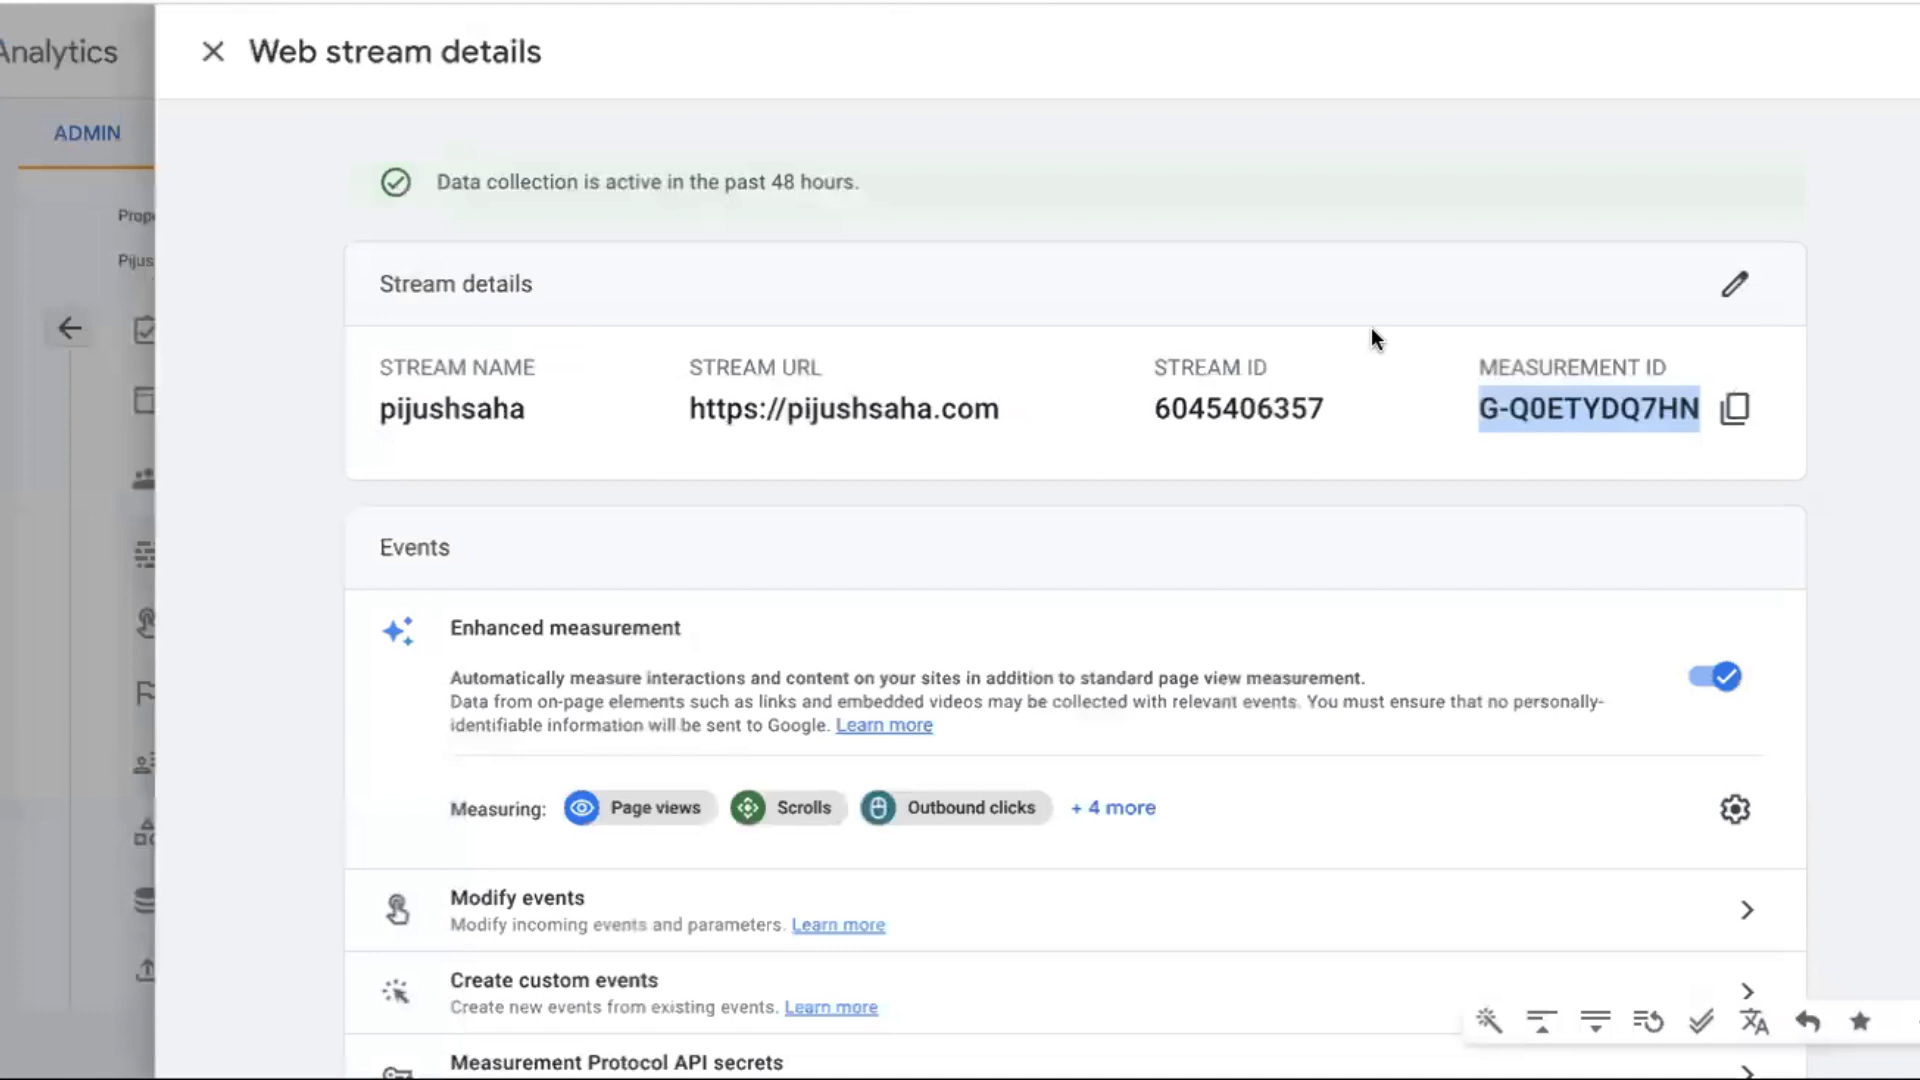 Analytics
Web stream details
ADMIN
Data collection is active in the past 48 hours.
Stream details
STREAM NAME
pijushsaha
STREAM URL
https://pijushsaha.com
STREAM ID
6045406357
MEASUREMENT ID
G-Q0ETYDQ7HN
Events
Enhanced measurement
Automatically measure interactions and content on your sites in addition to standard page view measurement.
Data from on-page elements such as links and embedded videos may be collected with relevant events. You must ensure that no personally-
identifiable information will be sent to Google. Learn more
Measuring: Page views Scrolls Outbound clicks + 4 more
Modify events
Modify incoming events and parameters. Learn more
Create custom events
Create new events from existing events. Learn more
Measurement Protocol API secrets